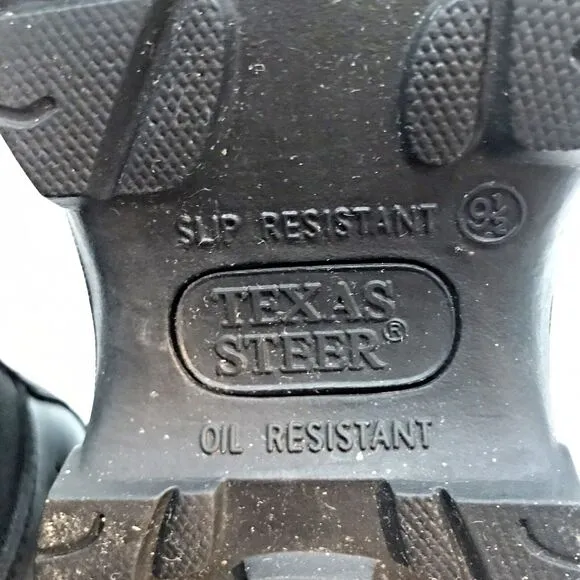 SLIP RESISTANT 9½
TEXAS
STEER®
OIL RESISTANT